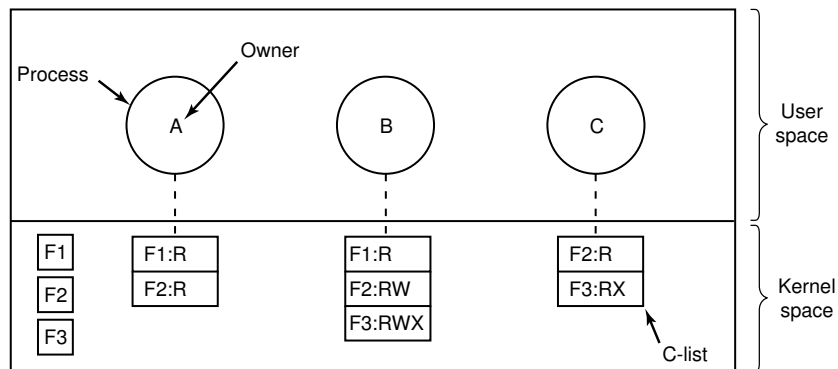 Owner
Process
A
B
C
User
space
F1
F2
F3
F1:R
F2:R
F1:R
F2:RW
F3:RWX
F2:R
F3:RX
C-list
Kernel
space